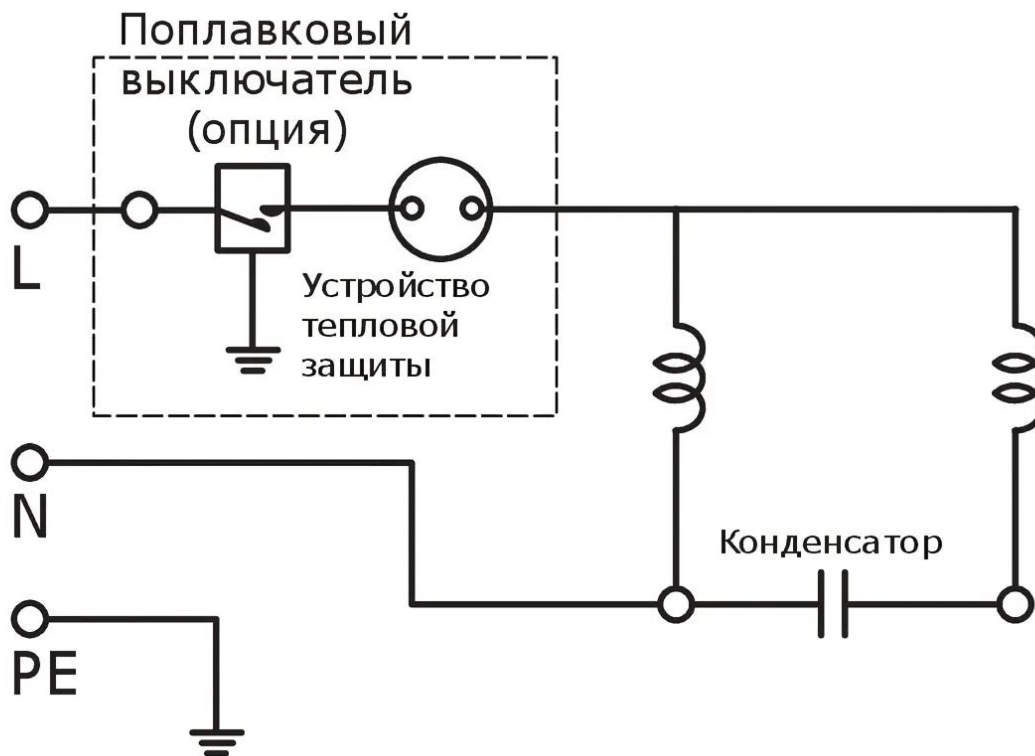 Поплавковый
выключатель
(опция)
L
Устройство
тепловой
защиты
N
Конденсатор
PE